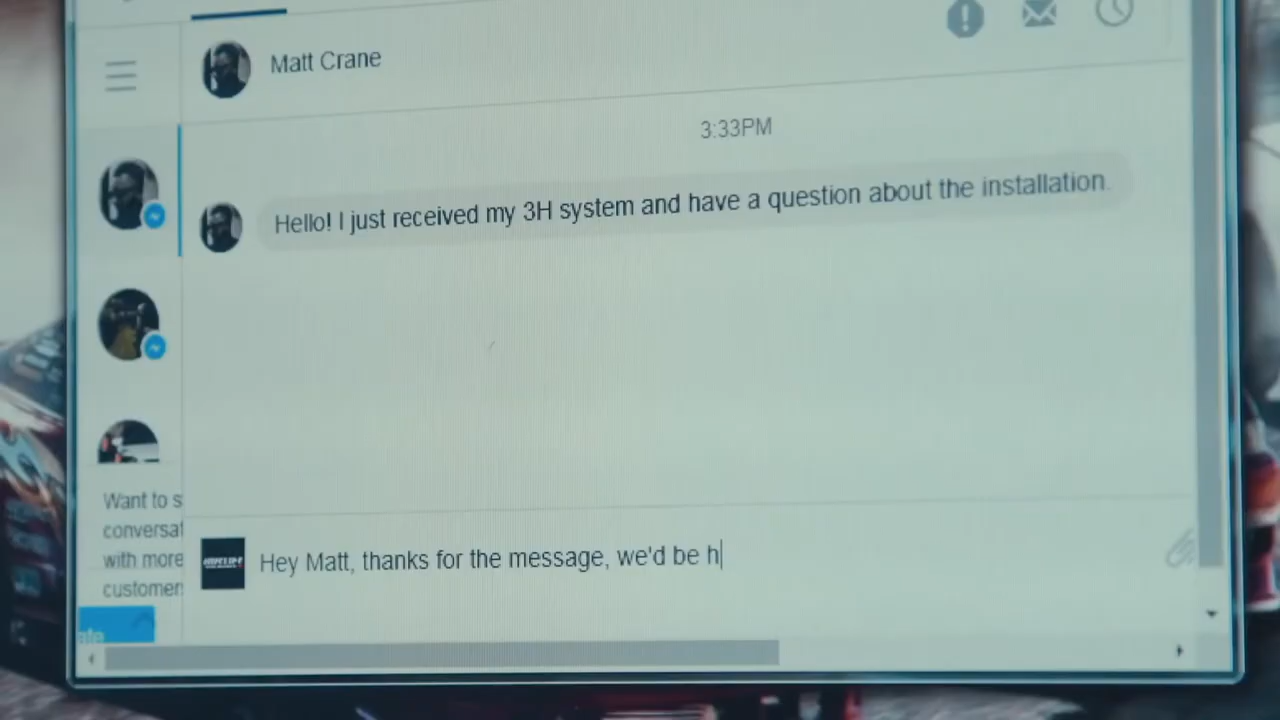 Matt Crane
3:33PM
Hello! I just received my 3H system and have a question about the installation.
Want to s
conversat
with more
customer
Hey Matt, thanks for the message, we'd be h
ate